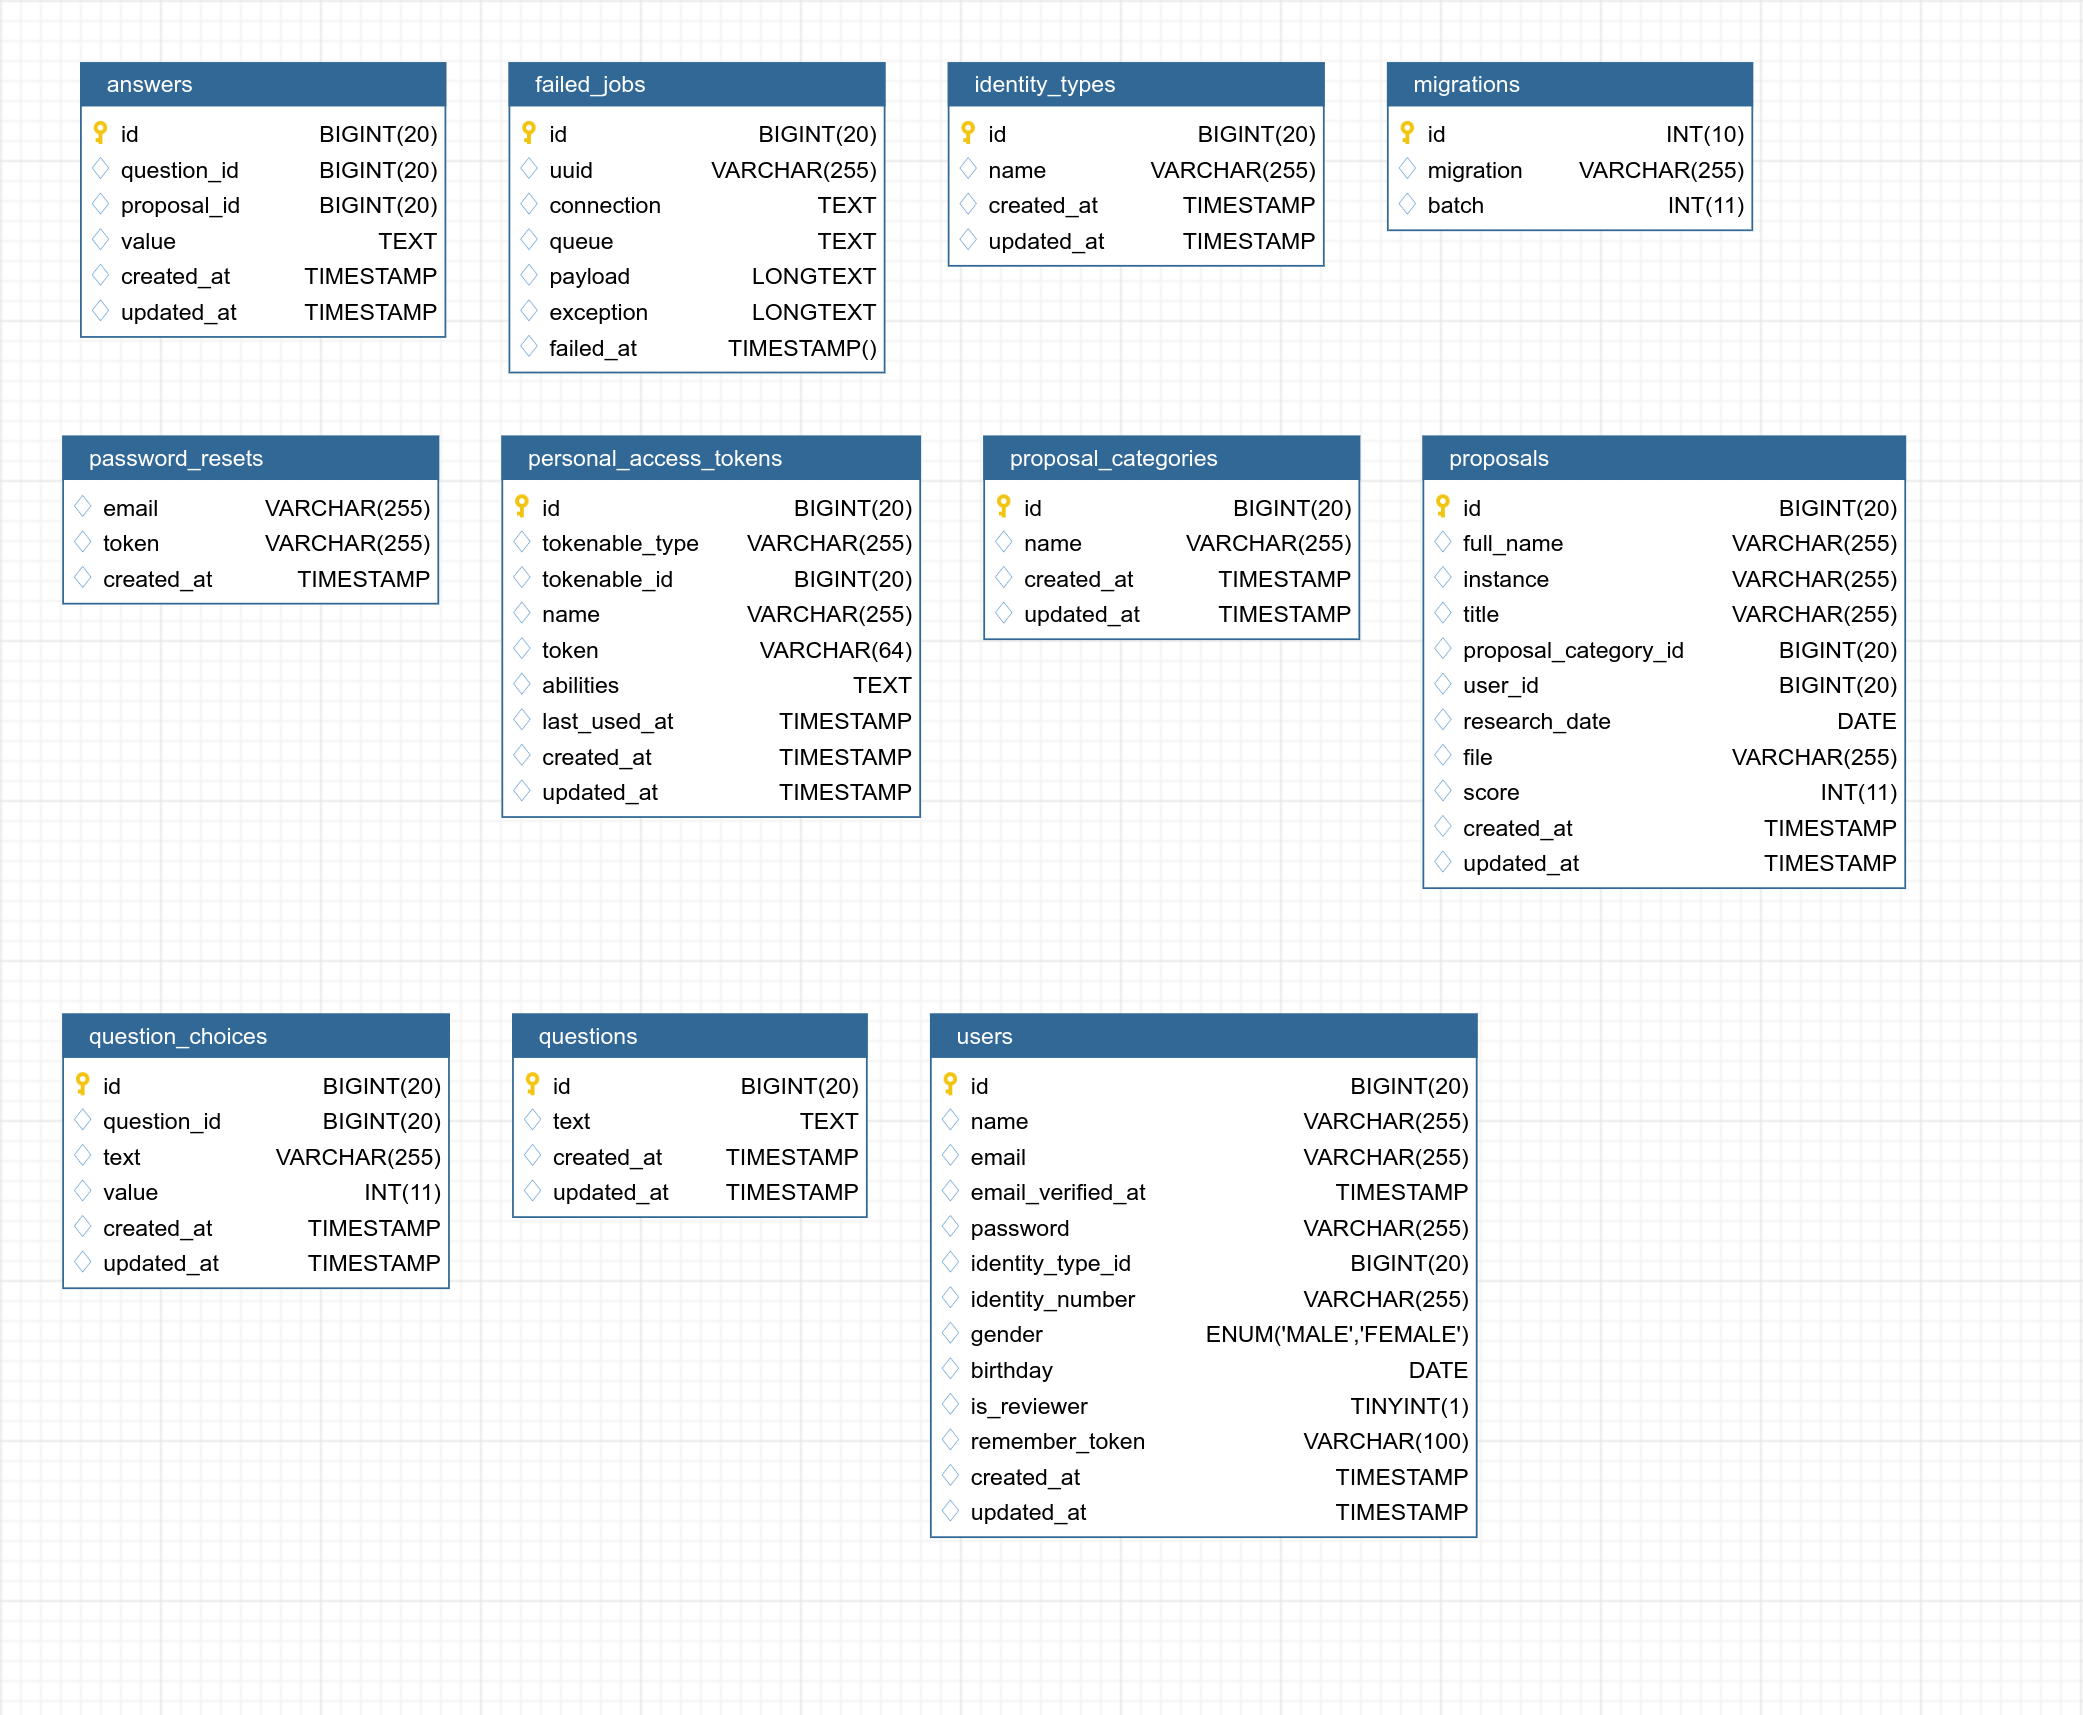 answers
id BIGINT(20)
question_id BIGINT(20)
proposal_id BIGINT(20)
value TEXT
created_at TIMESTAMP
updated_at TIMESTAMP
failed_jobs
id BIGINT(20)
uuid VARCHAR(255)
connection TEXT
queue TEXT
payload LONGTEXT
exception LONGTEXT
failed_at TIMESTAMP()
identity_types
id BIGINT(20)
name VARCHAR(255)
created_at TIMESTAMP
updated_at TIMESTAMP
migrations
id INT(10)
migration VARCHAR(255)
batch INT(11)
password_resets
email VARCHAR(255)
token VARCHAR(255)
created_at TIMESTAMP
personal_access_tokens
id BIGINT(20)
tokenable_type VARCHAR(255)
tokenable_id BIGINT(20)
name VARCHAR(255)
token VARCHAR(64)
abilities TEXT
last_used_at TIMESTAMP
created_at TIMESTAMP
updated_at TIMESTAMP
proposal_categories
id BIGINT(20)
name VARCHAR(255)
created_at TIMESTAMP
updated_at TIMESTAMP
proposals
id BIGINT(20)
full_name VARCHAR(255)
instance VARCHAR(255)
title VARCHAR(255)
proposal_category_id BIGINT(20)
user_id BIGINT(20)
research_date DATE
file VARCHAR(255)
score INT(11)
created_at TIMESTAMP
updated_at TIMESTAMP
question_choices
id BIGINT(20)
question_id BIGINT(20)
text VARCHAR(255)
value INT(11)
created_at TIMESTAMP
updated_at TIMESTAMP
questions
id BIGINT(20)
text TEXT
created_at TIMESTAMP
updated_at TIMESTAMP
users
id BIGINT(20)
name VARCHAR(255)
email VARCHAR(255)
email_verified_at TIMESTAMP
password VARCHAR(255)
identity_type_id BIGINT(20)
identity_number VARCHAR(255)
gender ENUM('MALE','FEMALE')
birthday DATE
is_reviewer TINYINT(1)
remember_token VARCHAR(100)
created_at TIMESTAMP
updated_at TIMESTAMP